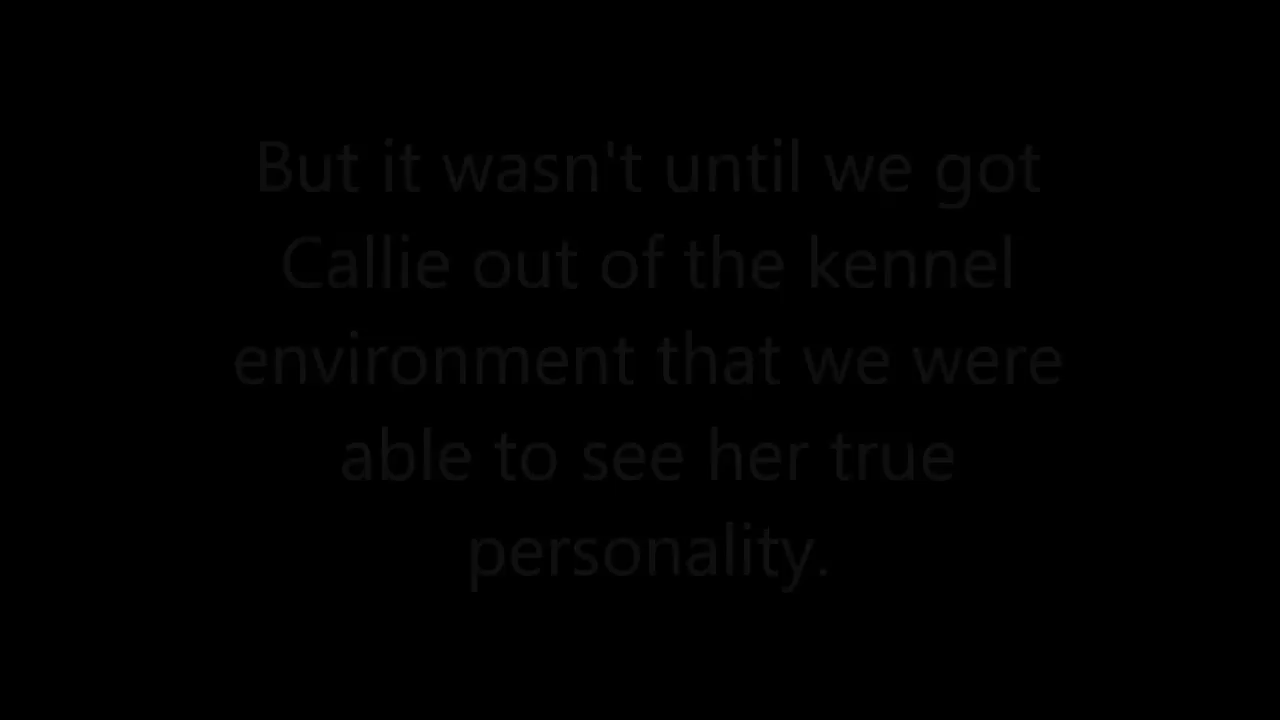 But it wasn't until we got
Callie out of the kennel
environment that we were
able to see her true
personality.